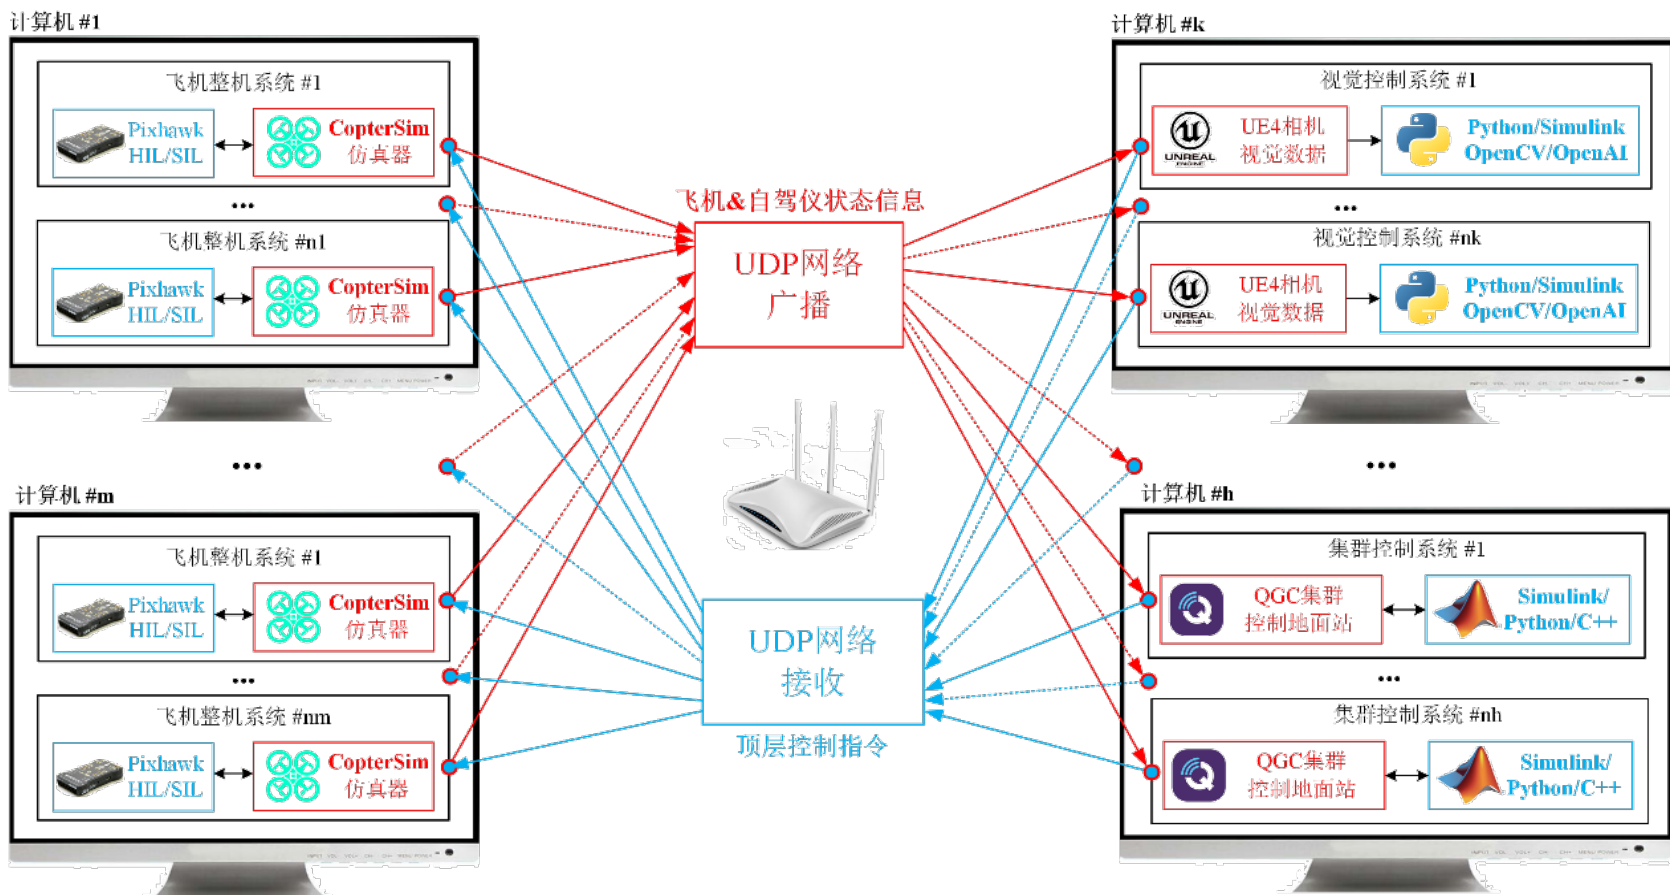 计算机 #1
飞机整机系统 #1
Pixhawk
HIL/SIL
CopterSim
仿真器
...
飞机整机系统 #n1
Pixhawk
HIL/SIL
CopterSim
仿真器
...
计算机 #m
飞机整机系统 #1
Pixhawk
HIL/SIL
CopterSim
仿真器
...
飞机整机系统 #nm
Pixhawk
HIL/SIL
CopterSim
仿真器
飞机&自驾仪状态信息
UDP网络
广播
UDP网络
接收
顶层控制指令
计算机 #k
视觉控制系统 #1
UNREAL
ENGINE
UE4相机
视觉数据
Python/Simulink
OpenCV/OpenAI
...
视觉控制系统 #nk
UNREAL
ENGINE
UE4相机
视觉数据
Python/Simulink
OpenCV/OpenAI
...
计算机 #h
集群控制系统 #1
QGC集群
控制地面站
Simulink/
Python/C++
...
集群控制系统 #nh
QGC集群
控制地面站
Simulink/
Python/C++